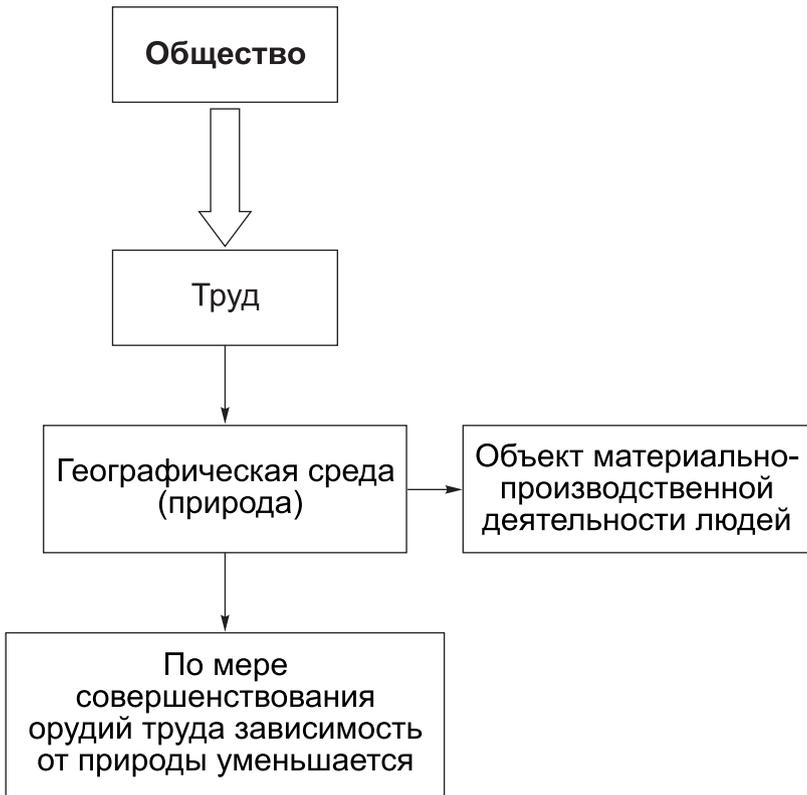 Общество
Труд
Географическая среда
(природа)
Объект материально-
производственной
деятельности людей
По мере
совершенствования
орудий труда зависимость
от природы уменьшается